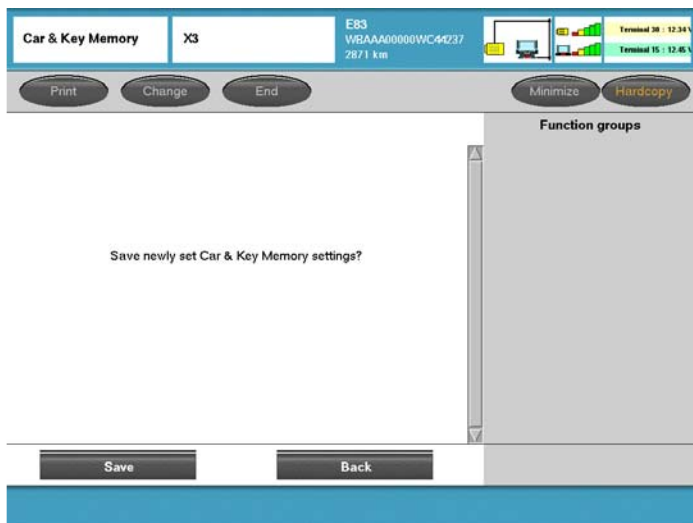 Car & Key Memory
X3
E83
WBAAA00000WC44237
2871 km
Terminal 30 : 12.34 V
Terminal 15 : 12.45 V
Print
Change
End
Minimize
Hardcopy
Function groups
Save newly set Car & Key Memory settings?
Save
Back